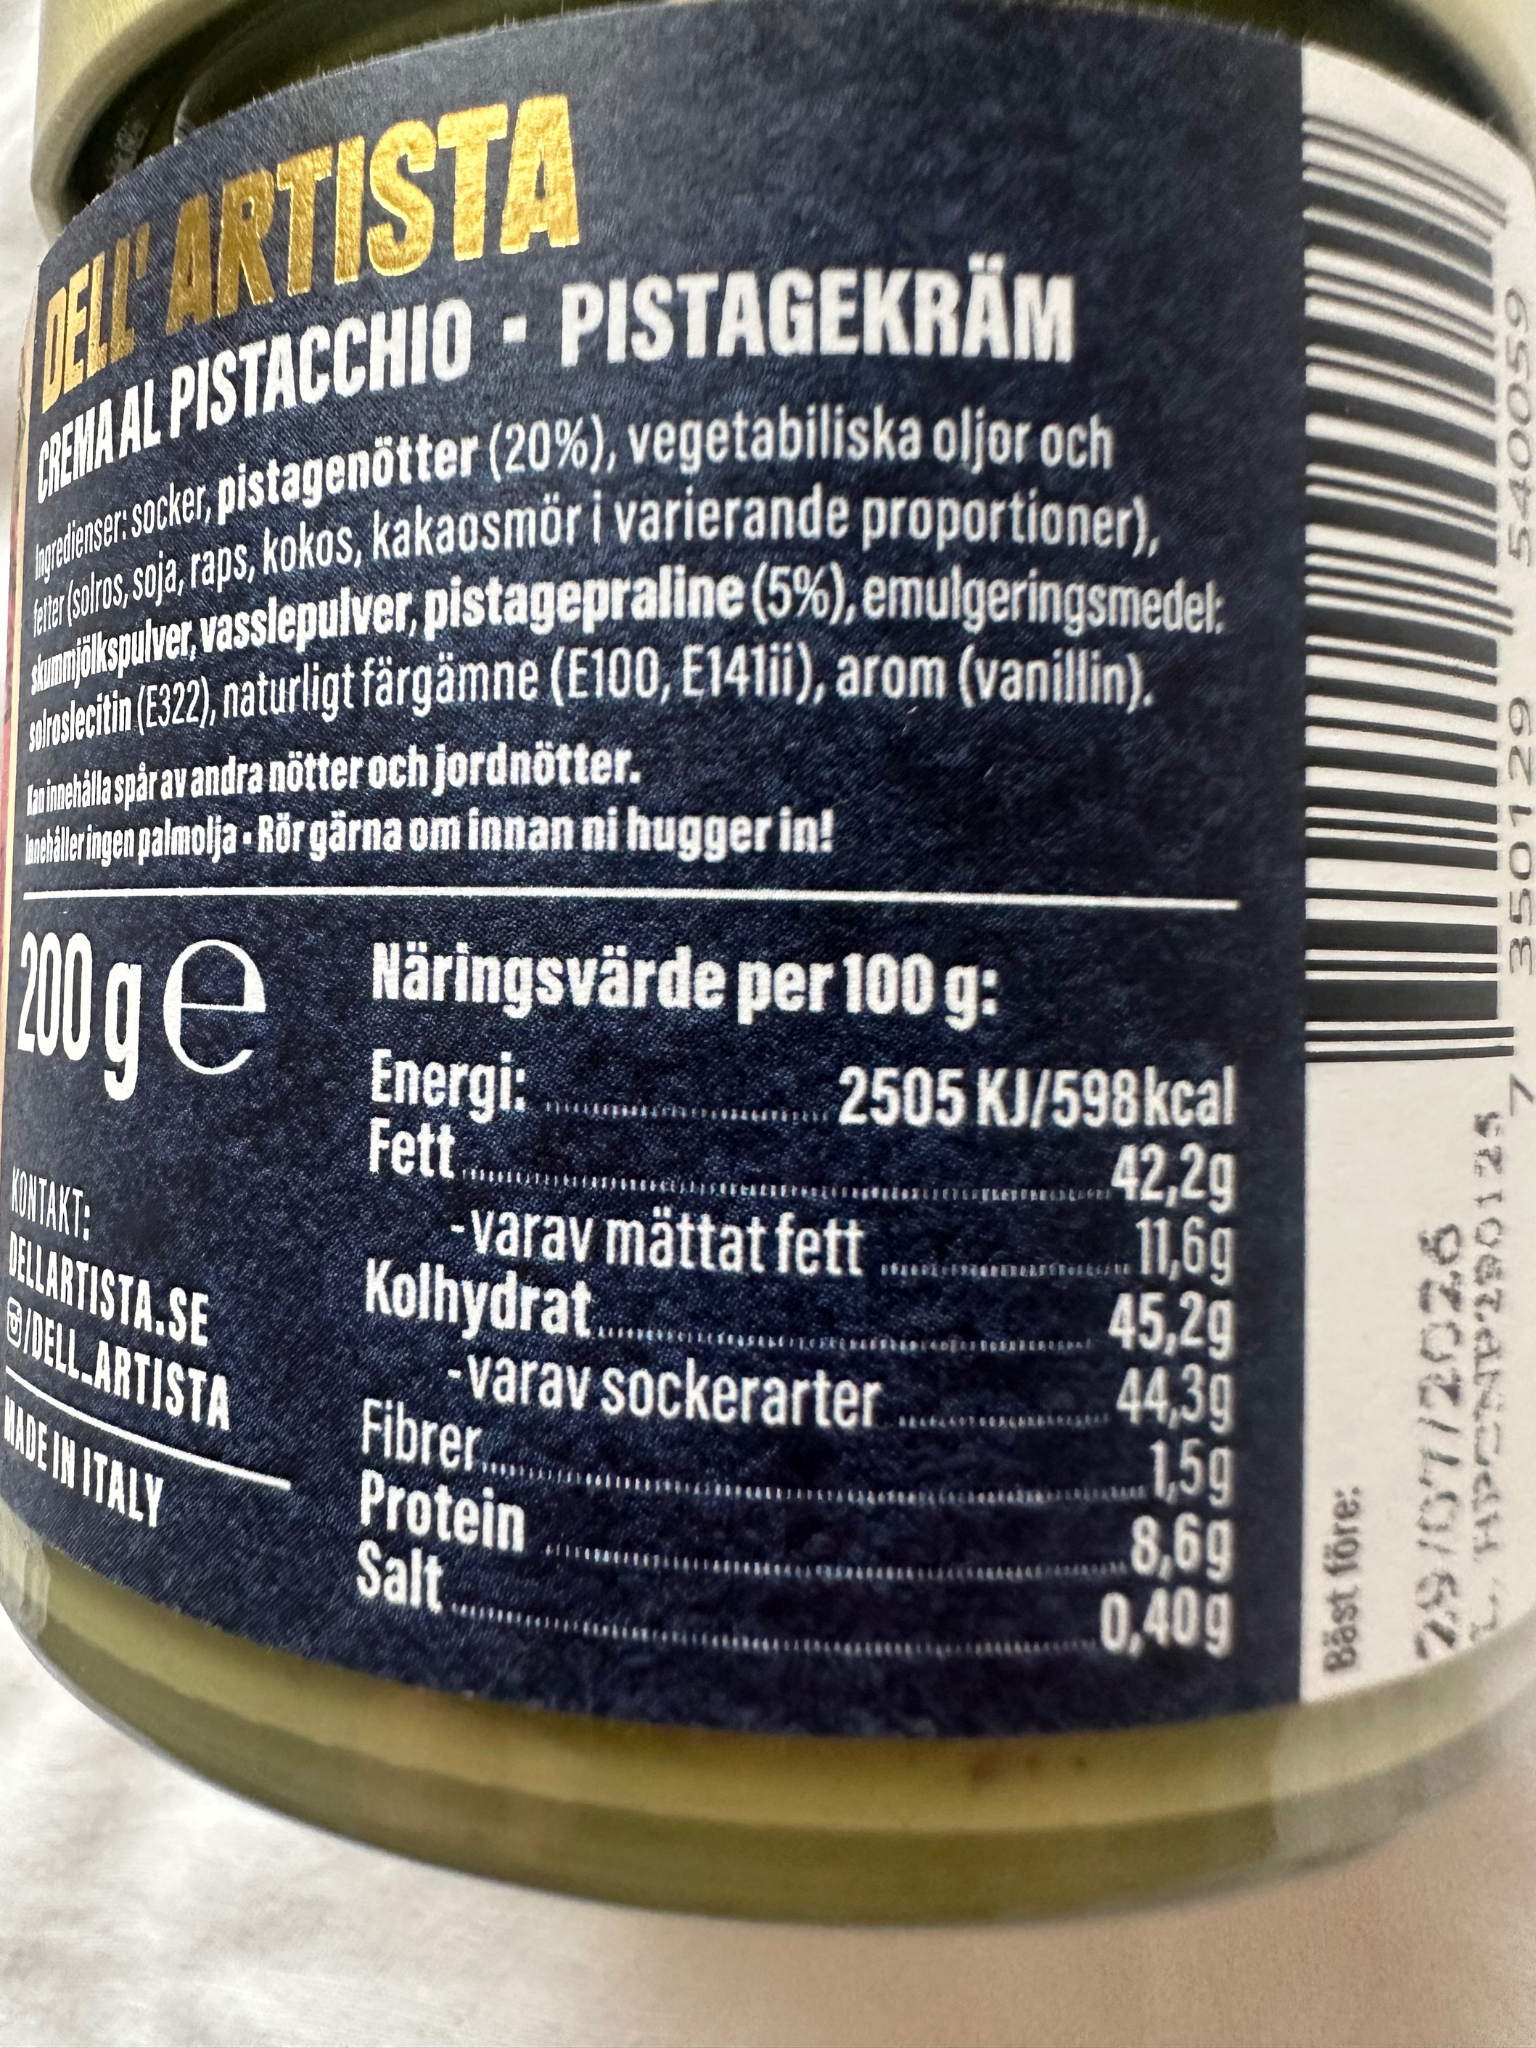 DELL' ARTISTA
CREMA AL PISTACCHIO · PISTAGEKRÄM
Ingredienser: socker, pistagenötter (20%), vegetabiliska oljor och
fetter (solros, soja, raps, kokos, kakaosmör i varierande proportioner),
skummjölkspulver, vasslepulver, pistagepraline (5%), emulgeringsmedel:
solroslecitin (E322), naturligt färgämne (E100, E141ii), arom (vanillin).
Kan innehålla spår av andra nötter och jordnötter.
Innehåller ingen palmolja · Rör gärna om innan ni hugger in!
200 g e
KONTAKT:
DELLARTISTA.SE
/DELL_ARTISTA
MADE IN ITALY
Näringsvärde per 100 g:
Energi: 2505 KJ/598kcal
Fett 42,2g
-varav mättat fett 11,6g
Kolhydrat 45,2g
-varav sockerarter 44,3g
Fibrer 1,5g
Protein 8,6g
Salt 0,40g
7 350129 540059
Bäst före:
29/07/2026